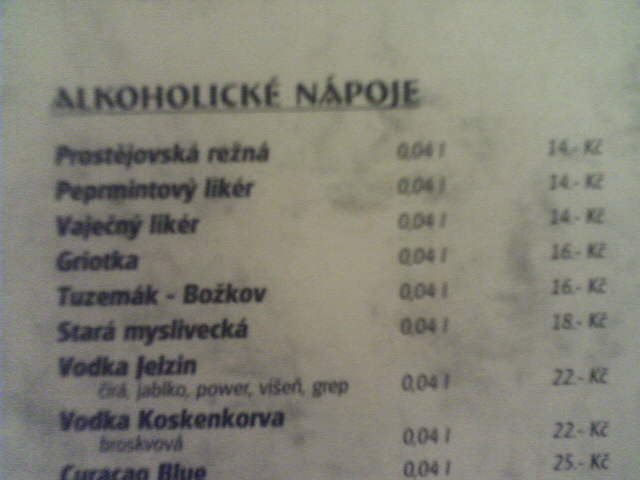 ALKOHOLICKÉ NÁPOJE
Prostějovská režná 0,04 l 14.- Kč
Peprmintový likér 0,04 l 14.- Kč
Vaječný likér 0,04 l 14.- Kč
Griotka 0,04 l 16.- Kč
Tuzemák - Božkov 0,04 l 16.- Kč
Stará myslivecká 0,04 l 18.- Kč
Vodka Jelzin 0,04 l 22.- Kč
čirá, jablko, power, višeň, grep
Vodka Koskenkorva 0,04 l 22.- Kč
broskvová
Curacao Blue 0,04 l 25.- Kč